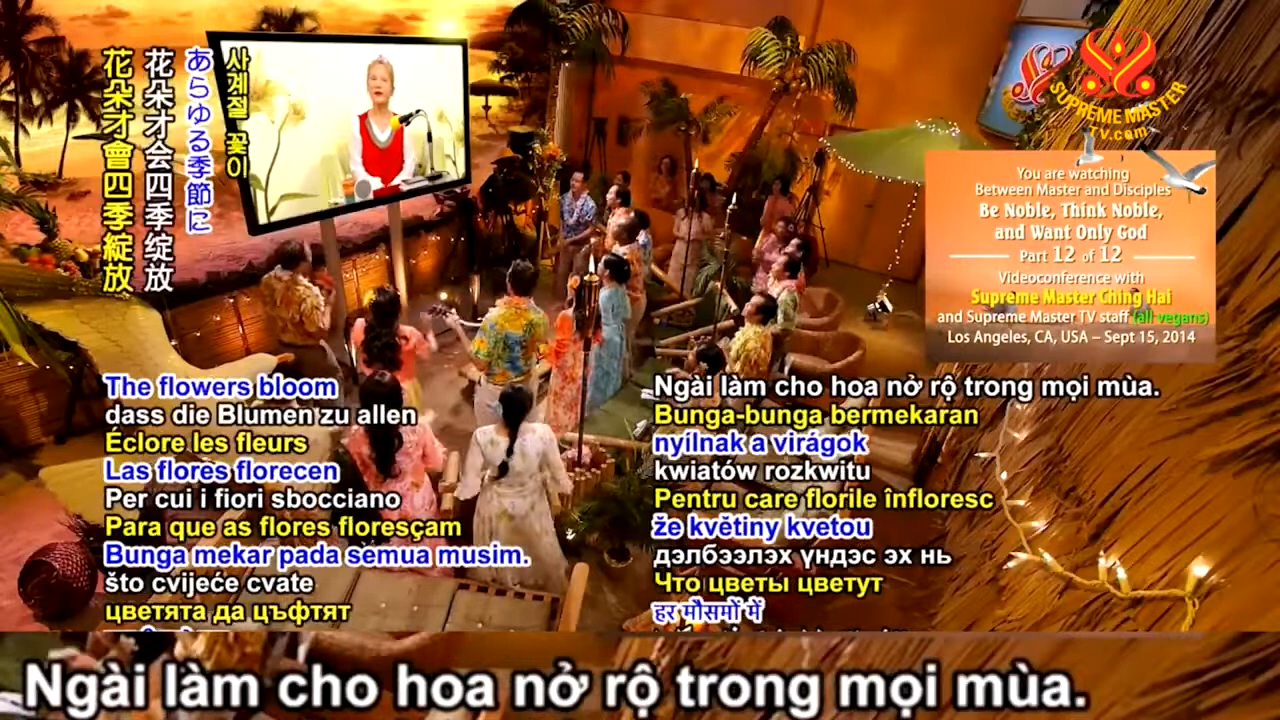 사계절 꽃이
あらゆる季節に
花朵才会四季绽放
花朵才會四季綻放
SUPREME MASTER
TV.com
You are watching
Between Master and Disciples
Be Noble, Think Noble,
and Want Only God
Part 12 of 12
Videoconference with
Supreme Master Ching Hai
and Supreme Master TV staff (all vegans)
Los Angeles, CA, USA – Sept 15, 2014
The flowers bloom
dass die Blumen zu allen
Éclore les fleurs
Las flores florecen
Per cui i fiori sbocciano
Para que as flores floresçam
Bunga mekar pada semua musim.
što cvijeće cvate
цветята да цъфтят
Ngài làm cho hoa nở rộ trong mọi mùa.
Bunga-bunga bermekaran
nyílnak a virágok
kwiatów rozkwitu
Pentru care florile înfloresc
že květiny kvetou
дэлбээлэх үндэс эх нь
Что цветы цветут
हर मौसमों में
Ngài làm cho hoa nở rộ trong mọi mùa.